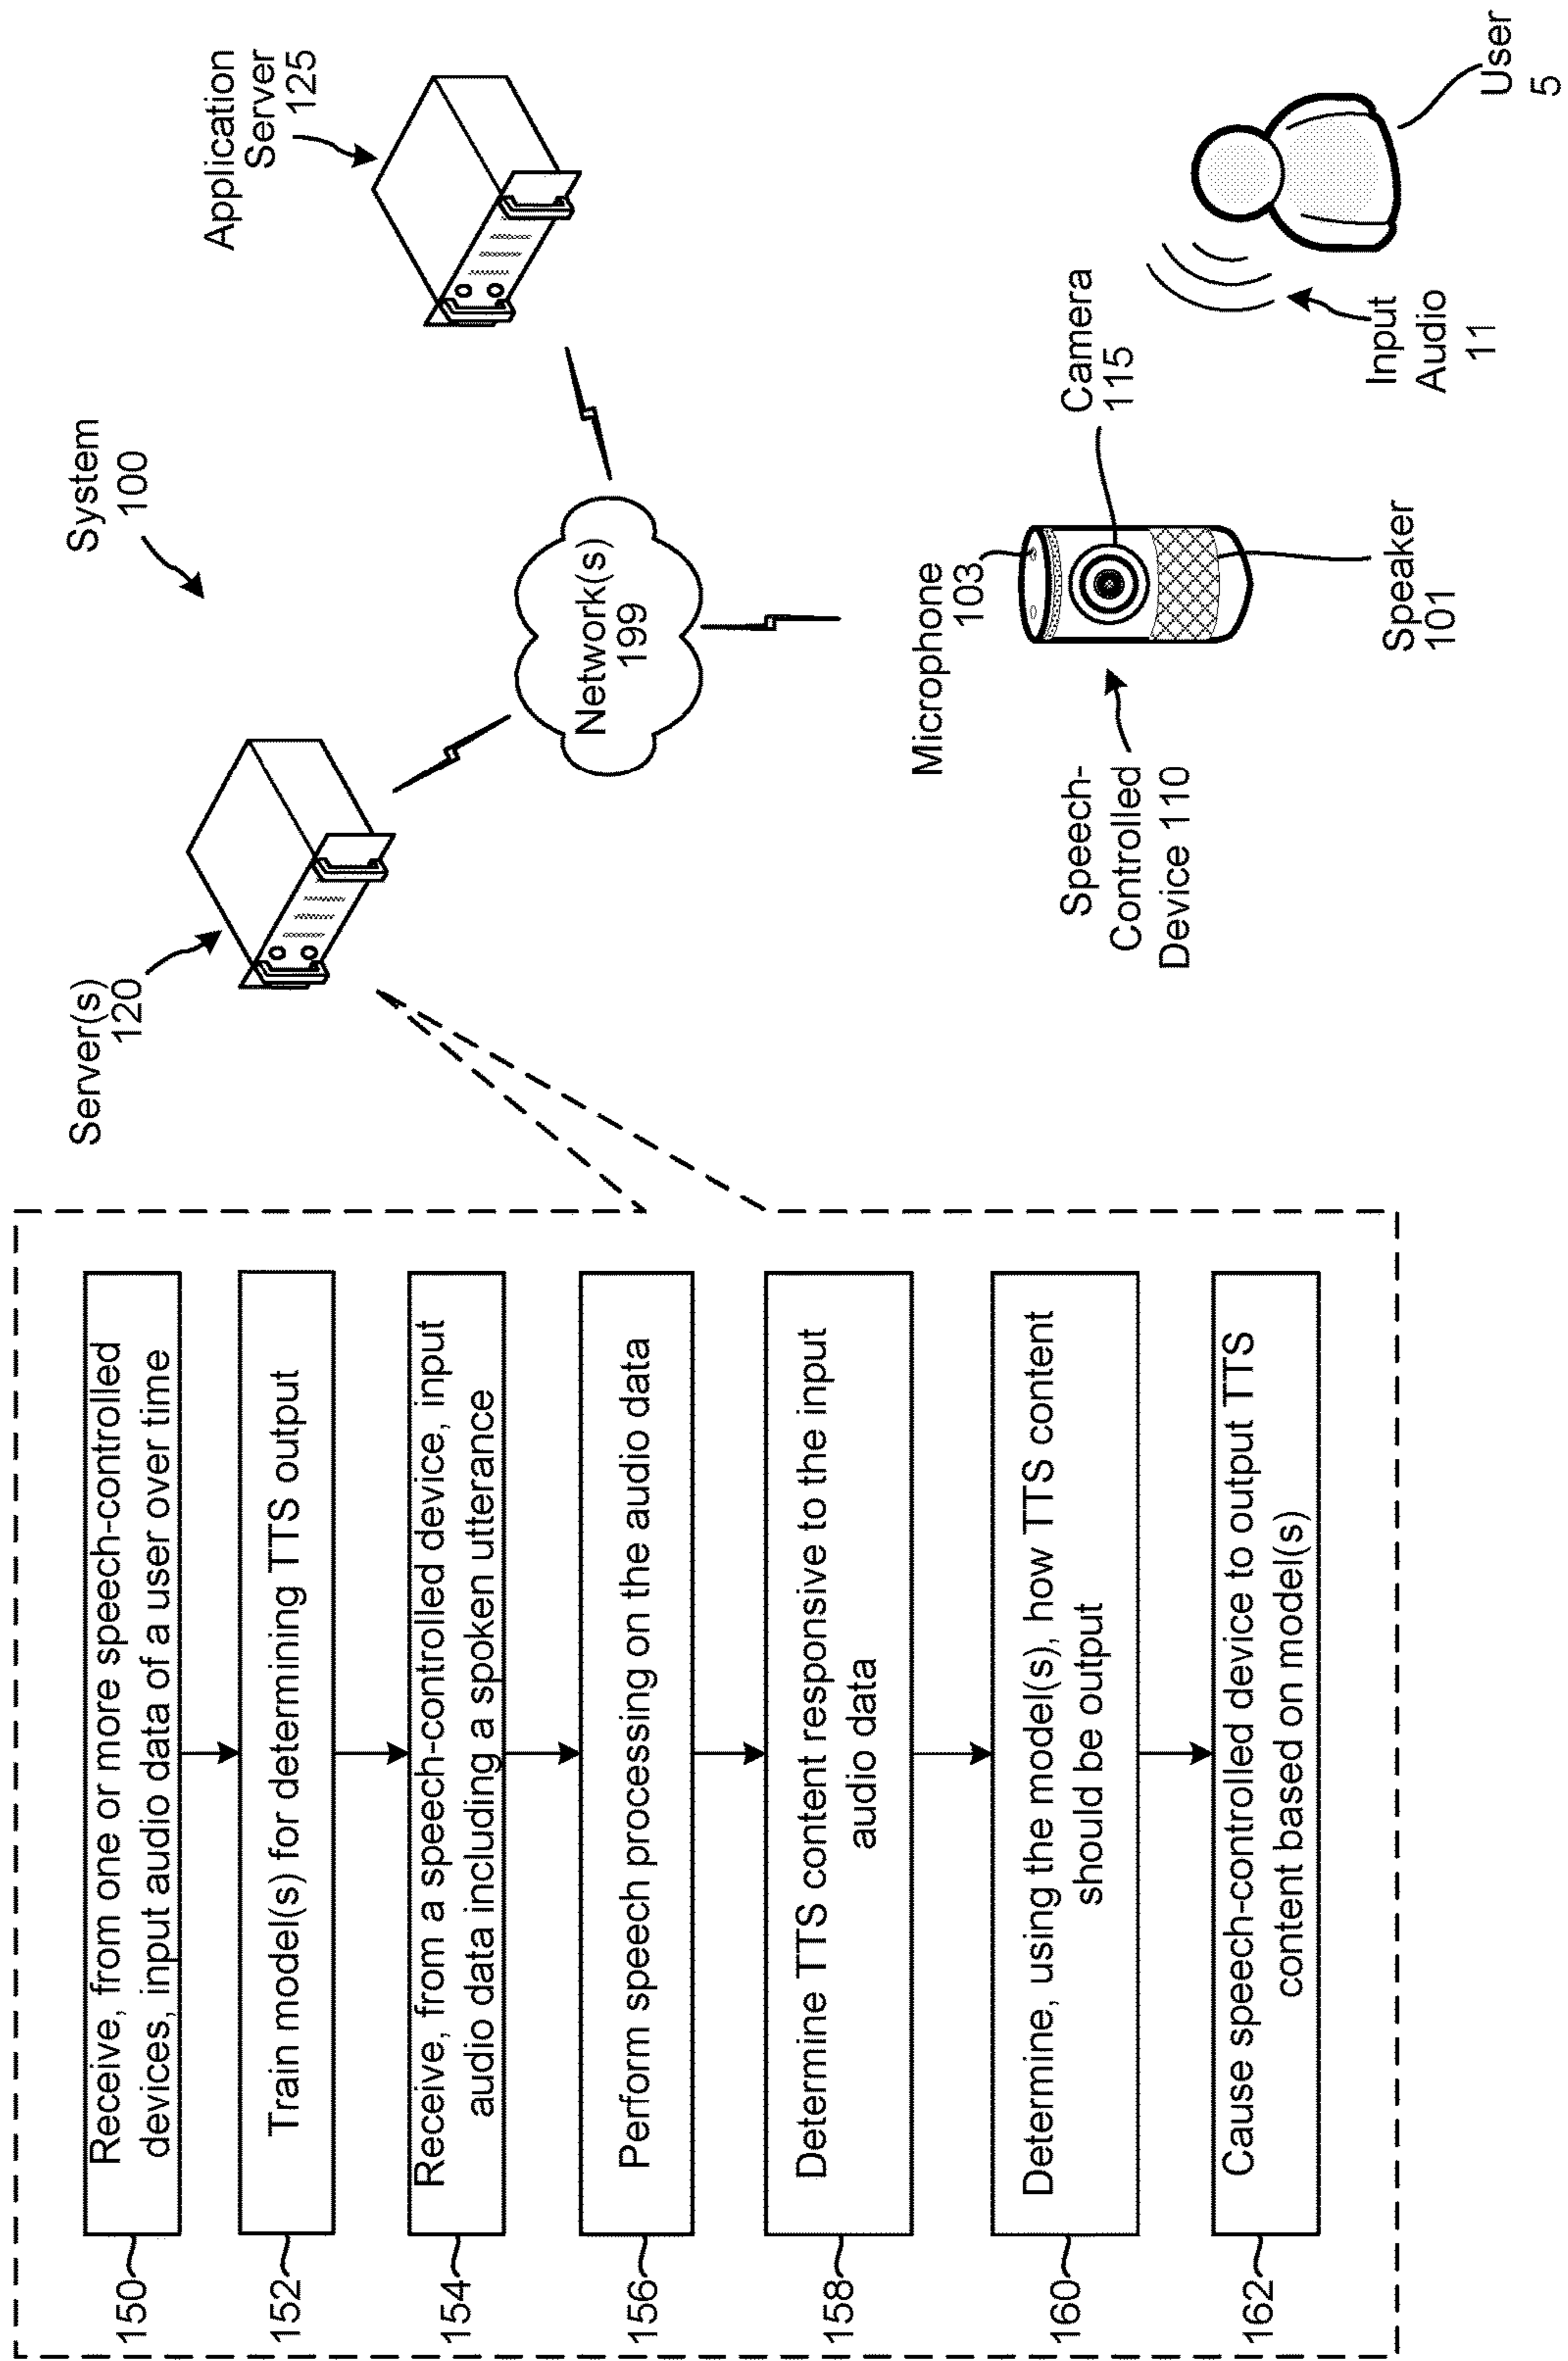 System
100
Server(s)
120
Application
Server
125
Network(s)
199
Microphone
103
Speech-
Controlled
Device 110
Camera
115
Speaker
101
Input
Audio
11
User
5
150
Receive, from one or more speech-controlled
devices, input audio data of a user over time
152
Train model(s) for determining TTS output
154
Receive, from a speech-controlled device, input
audio data including a spoken utterance
156
Perform speech processing on the audio data
158
Determine TTS content responsive to the input
audio data
160
Determine, using the model(s), how TTS content
should be output
162
Cause speech-controlled device to output TTS
content based on model(s)